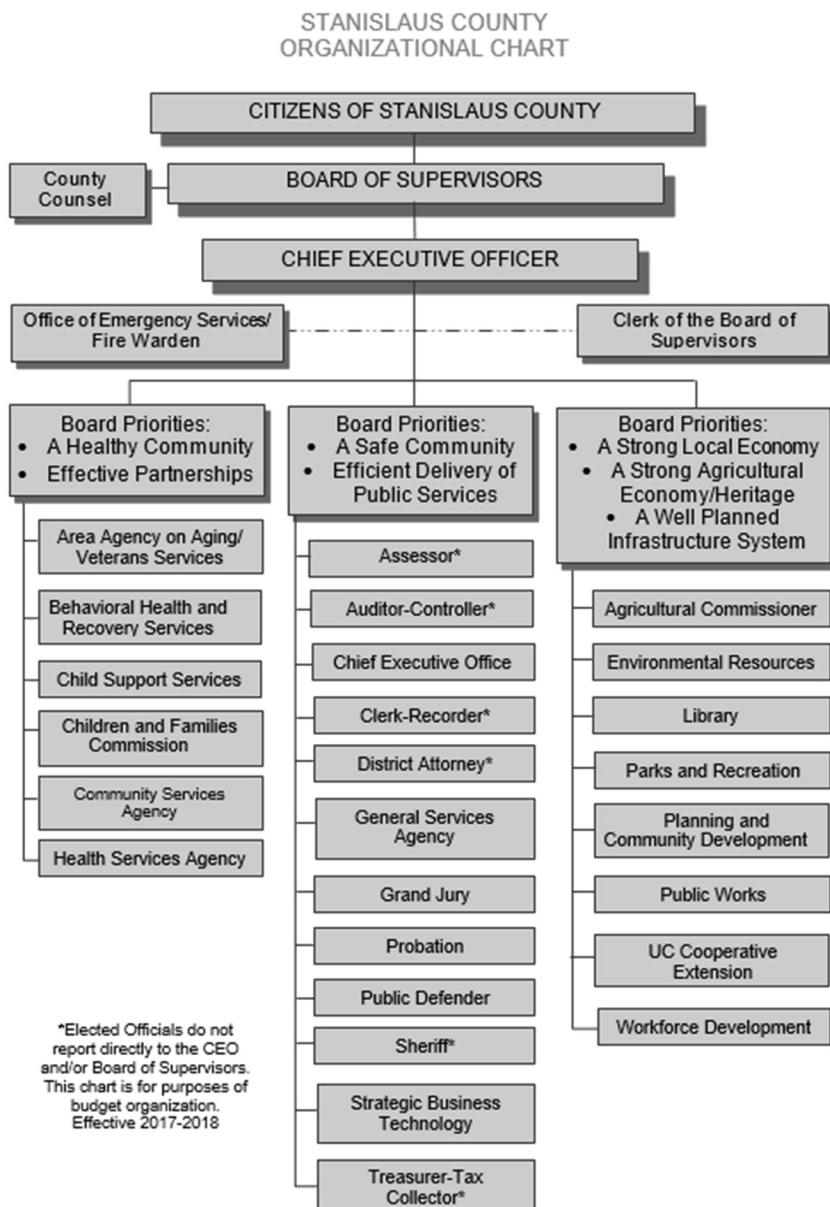 STANISLAUS COUNTY
ORGANIZATIONAL CHART
CITIZENS OF STANISLAUS COUNTY
County
Counsel
BOARD OF SUPERVISORS
CHIEF EXECUTIVE OFFICER
Office of Emergency Services/
Fire Warden
Clerk of the Board of
Supervisors
Board Priorities:
• A Healthy Community
• Effective Partnerships
Area Agency on Aging/
Veterans Services
Behavioral Health and
Recovery Services
Child Support Services
Children and Families
Commission
Community Services
Agency
Health Services Agency
Board Priorities:
• A Safe Community
• Efficient Delivery of
Public Services
Assessor*
Auditor-Controller*
Chief Executive Office
Clerk-Recorder*
District Attorney*
General Services
Agency
Grand Jury
Probation
Public Defender
Sheriff*
Strategic Business
Technology
Treasurer-Tax
Collector*
Board Priorities:
• A Strong Local Economy
• A Strong Agricultural
Economy/Heritage
• A Well Planned
Infrastructure System
Agricultural Commissioner
Environmental Resources
Library
Parks and Recreation
Planning and
Community Development
Public Works
UC Cooperative
Extension
Workforce Development
*Elected Officials do not
report directly to the CEO
and/or Board of Supervisors.
This chart is for purposes of
budget organization.
Effective 2017-2018